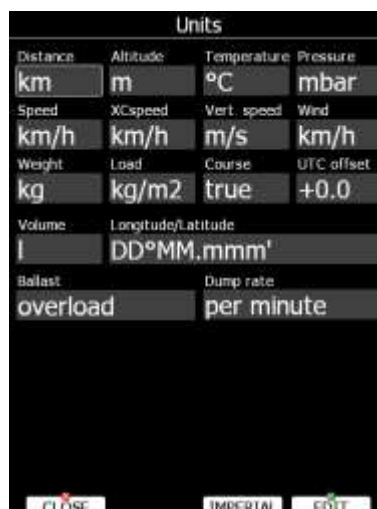 Units
Distance Altitude Temperature Pressure
km m °C mbar
Speed XCspeed Vert. speed Wind
km/h km/h m/s km/h
Weight Load Course UTC offset
kg kg/m2 true +0.0
Volume Longitude/Latitude
l DD°MM.mmm'
Ballast Dump rate
overload per minute
CLOSE IMPERIAL EDIT